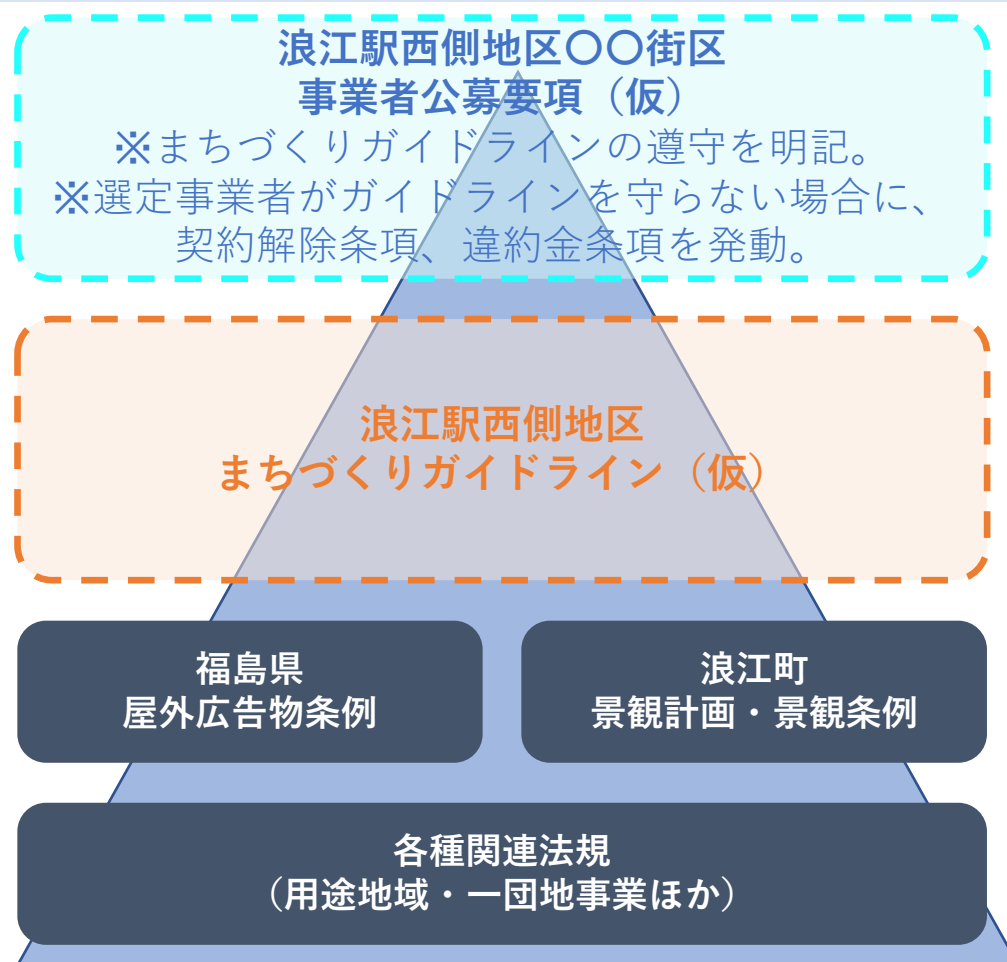 浪江駅西側地区〇〇街区
事業者公募要項（仮）
※まちづくりガイドラインの遵守を明記。
※選定事業者がガイドラインを守らない場合に、
契約解除条項、違約金条項を発動。
浪江駅西側地区
まちづくりガイドライン（仮）
福島県
屋外広告物条例
浪江町
景観計画・景観条例
各種関連法規
（用途地域・一団地事業ほか）